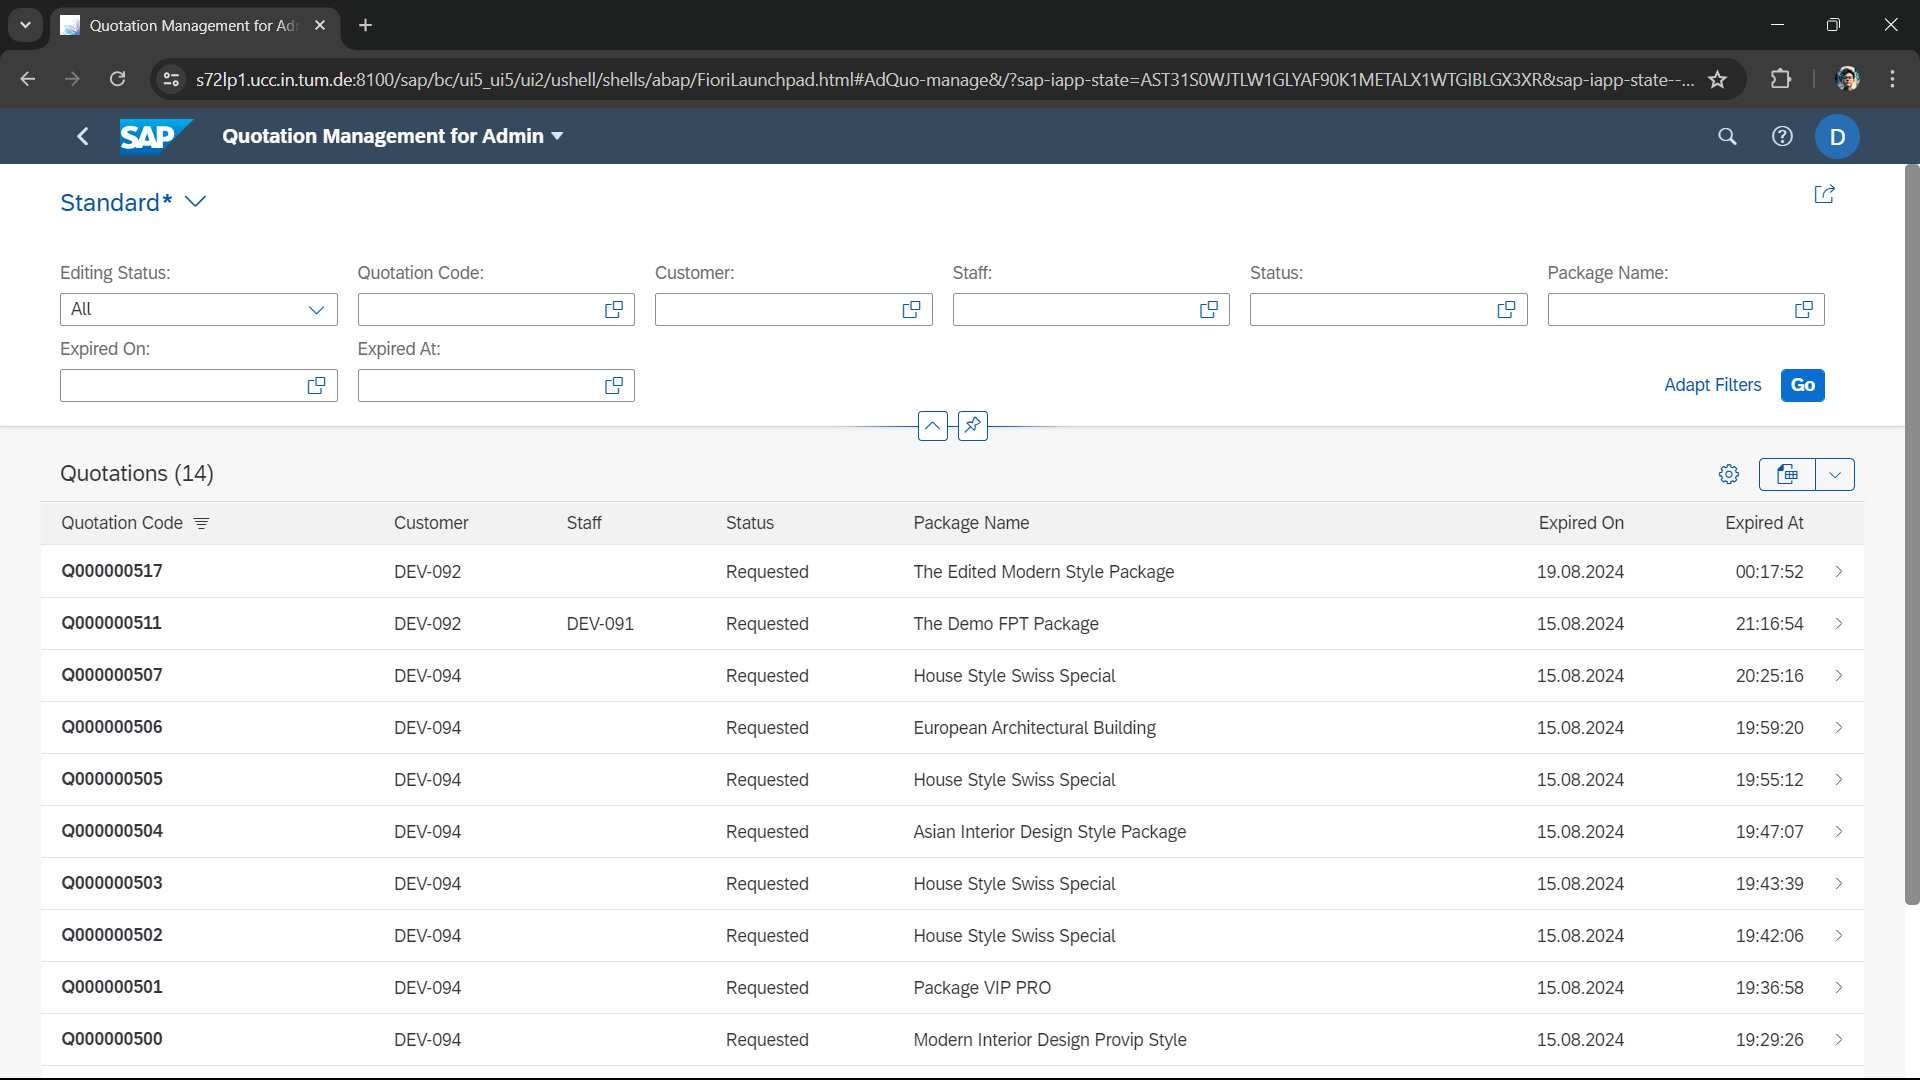 Quotation Management for Ad
s72lp1.ucc.in.tum.de:8100/sap/bc/ui5_ui5/ui2/ushell/shells/abap/FioriLaunchpad.html#AdQuo-manage&/?sap-iapp-state=AST31S0WJTLW1GLYAF90K1METALX1WTGIBLGX3XR&sap-iapp-state--...
SAP Quotation Management for Admin D
Standard*
Editing Status: Quotation Code: Customer: Staff: Status: Package Name:
All
Expired On: Expired At:
Adapt Filters Go
Quotations (14)
Quotation Code Customer Staff Status Package Name Expired On Expired At
Q000000517 DEV-092 Requested The Edited Modern Style Package 19.08.2024 00:17:52
Q000000511 DEV-092 DEV-091 Requested The Demo FPT Package 15.08.2024 21:16:54
Q000000507 DEV-094 Requested House Style Swiss Special 15.08.2024 20:25:16
Q000000506 DEV-094 Requested European Architectural Building 15.08.2024 19:59:20
Q000000505 DEV-094 Requested House Style Swiss Special 15.08.2024 19:55:12
Q000000504 DEV-094 Requested Asian Interior Design Style Package 15.08.2024 19:47:07
Q000000503 DEV-094 Requested House Style Swiss Special 15.08.2024 19:43:39
Q000000502 DEV-094 Requested House Style Swiss Special 15.08.2024 19:42:06
Q000000501 DEV-094 Requested Package VIP PRO 15.08.2024 19:36:58
Q000000500 DEV-094 Requested Modern Interior Design Provip Style 15.08.2024 19:29:26